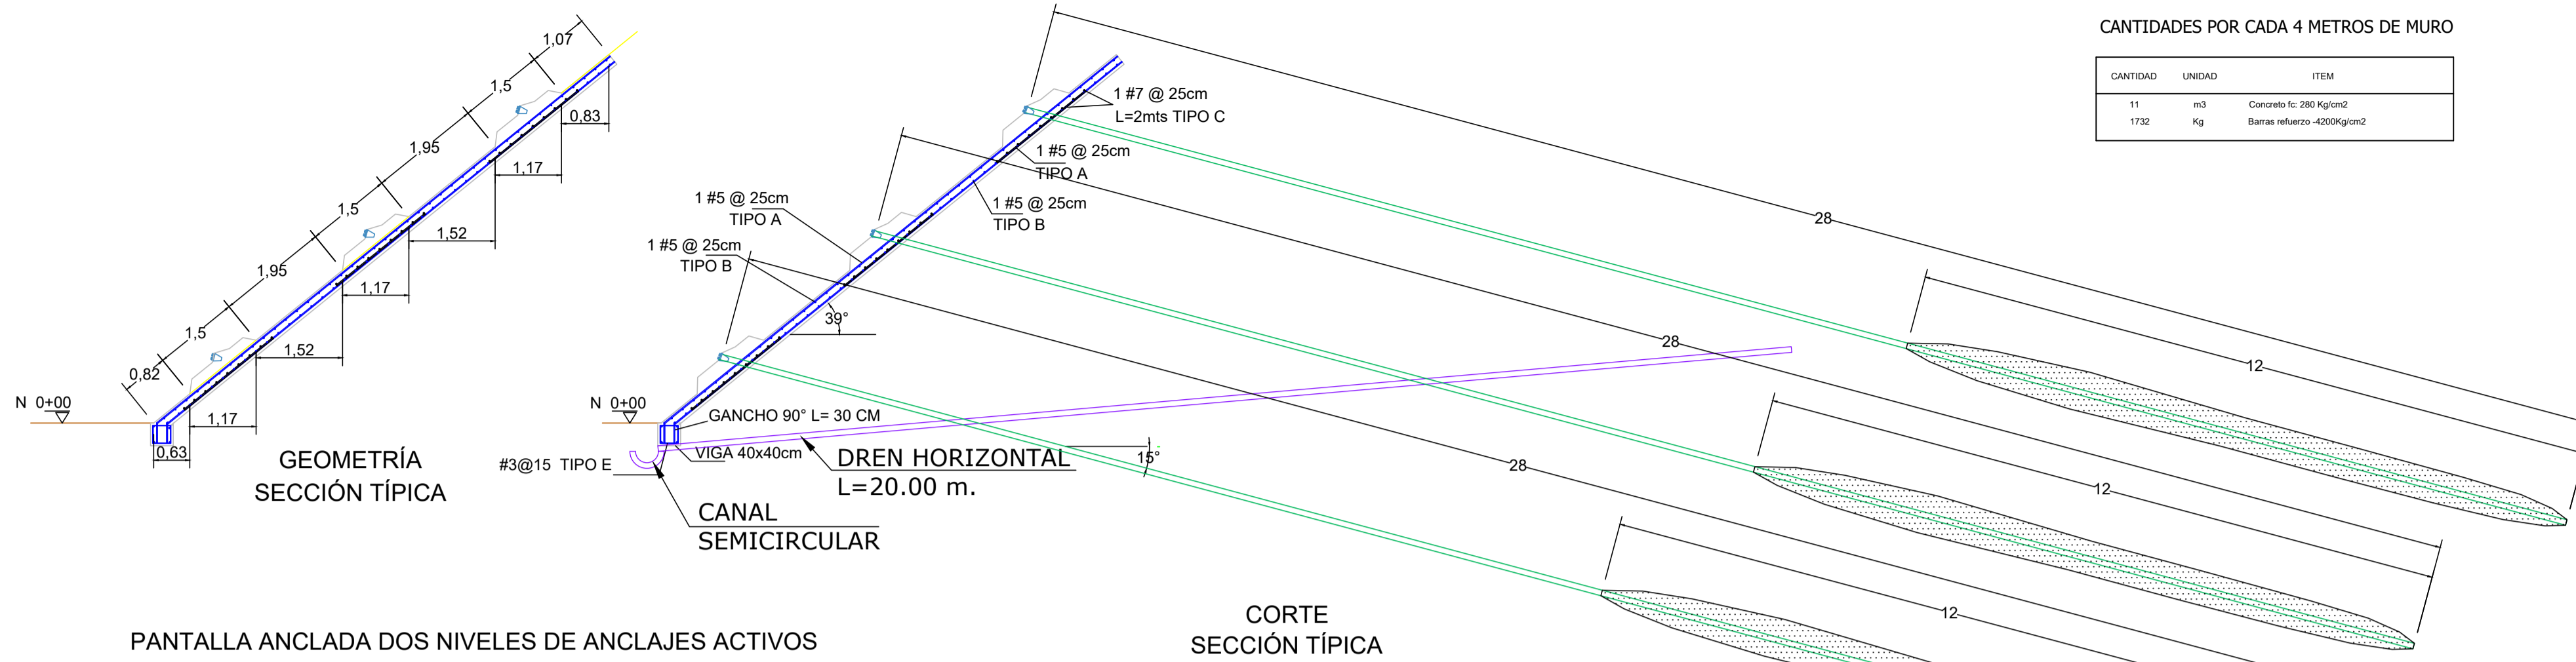 1,07
1,5
0,83
1,95
1,17
1,5
1,52
1,95
1,17
1,5
1,52
0,82
1,17
N 0+00
0,63
GEOMETRÍA
SECCIÓN TÍPICA
PANTALLA ANCLADA DOS NIVELES DE ANCLAJES ACTIVOS
1 #7 @ 25cm
L=2mts TIPO C
1 #5 @ 25cm
TIPO A
1 #5 @ 25cm
TIPO B
1 #5 @ 25cm
TIPO A
1 #5 @ 25cm
TIPO B
39°
N 0+00
GANCHO 90° L= 30 CM
VIGA 40x40cm
#3@15 TIPO E
DREN HORIZONTAL
L=20.00 m.
CANAL
SEMICIRCULAR
15°
28
28
28
12
12
12
CORTE
SECCIÓN TÍPICA
CANTIDADES POR CADA 4 METROS DE MURO
CANTIDAD UNIDAD ITEM
11 m3 Concreto fc: 280 Kg/cm2
1732 Kg Barras refuerzo -4200Kg/cm2